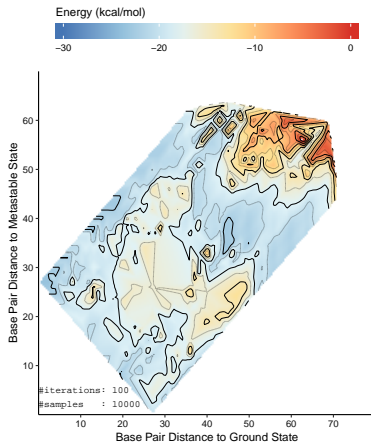 Energy (kcal/mol)
−30 −20 −10 0
Base Pair Distance to Metastable State
60
50
40
30
20
10
#iterations: 100
#samples   : 10000
10 20 30 40 50 60 70
Base Pair Distance to Ground State